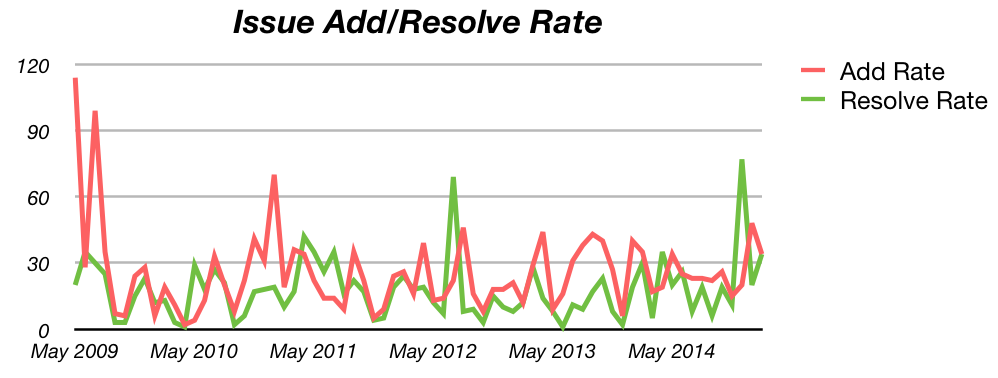 Issue Add/Resolve Rate
120
90
60
30
0
May 2009
May 2010
May 2011
May 2012
May 2013
May 2014
Add Rate
Resolve Rate